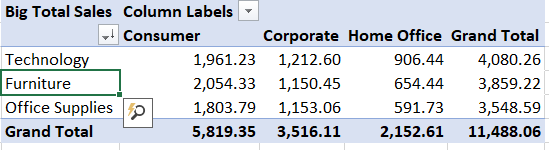 Big Total Sales Column Labels
Consumer Corporate Home Office Grand Total
Technology 1,961.23 1,212.60 906.44 4,080.26
Furniture 2,054.33 1,150.45 654.44 3,859.22
Office Supplies 1,803.79 1,153.06 591.73 3,548.59
Grand Total 5,819.35 3,516.11 2,152.61 11,488.06